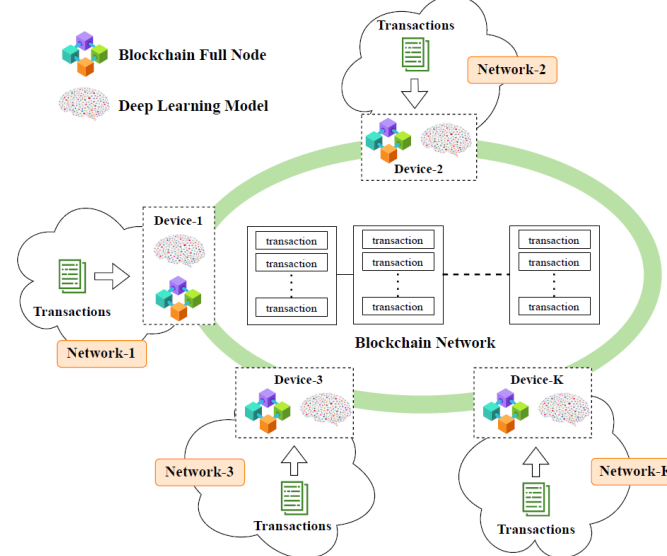 Blockchain Full Node
Deep Learning Model
Transactions
Network-2
Device-2
Device-1
Transactions
Network-1
transaction
transaction
transaction
transaction
transaction
transaction
transaction
transaction
transaction
Blockchain Network
Device-3
Network-3
Transactions
Device-K
Network-K
Transactions